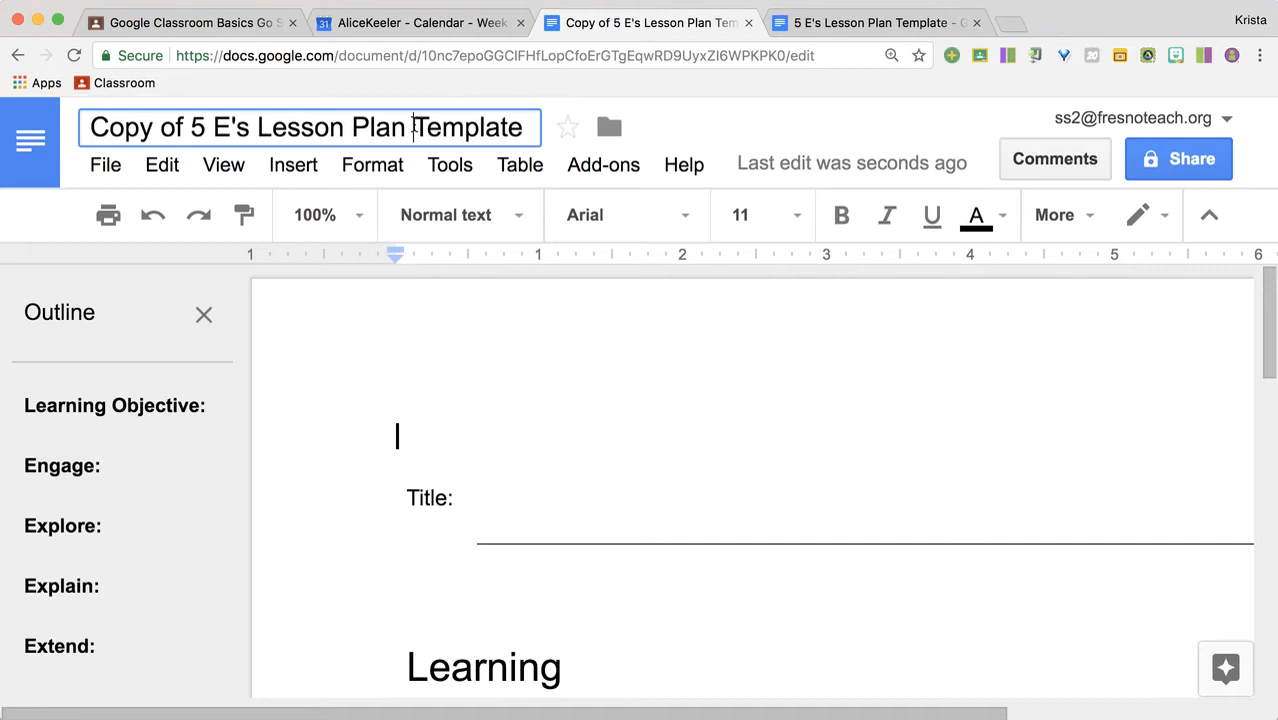 Google Classroom Basics Go S
31 AliceKeeler - Calendar - Week
Copy of 5 E's Lesson Plan Tem
5 E's Lesson Plan Template - G
Krista
Secure https://docs.google.com/document/d/10nc7epoGGClFHfLopCfoErGTgEqwRD9UyxZI6WPKPK0/edit
20
Apps Classroom
Copy of 5 E's Lesson Plan Template
ss2@fresnoteach.org
File Edit View Insert Format Tools Table Add-ons Help Last edit was seconds ago
Comments Share
100% Normal text Arial 11 B I U A More
1 1 2 3 4 5 6
Outline
Learning Objective:
Engage:
Explore:
Explain:
Extend:
Title:
Learning